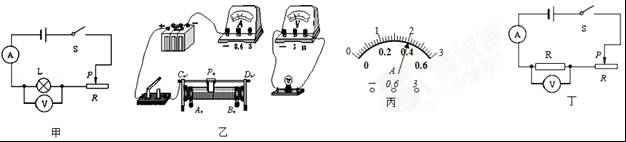 A
S
P
R
L
V
甲
A
V
- 0.6 3
- 3 15
C
P
D
A
B
乙
0 1 2 3
0 0.2 0.4 0.6
A
- 0.6 3
丙
A
S
R
P
R
V
丁